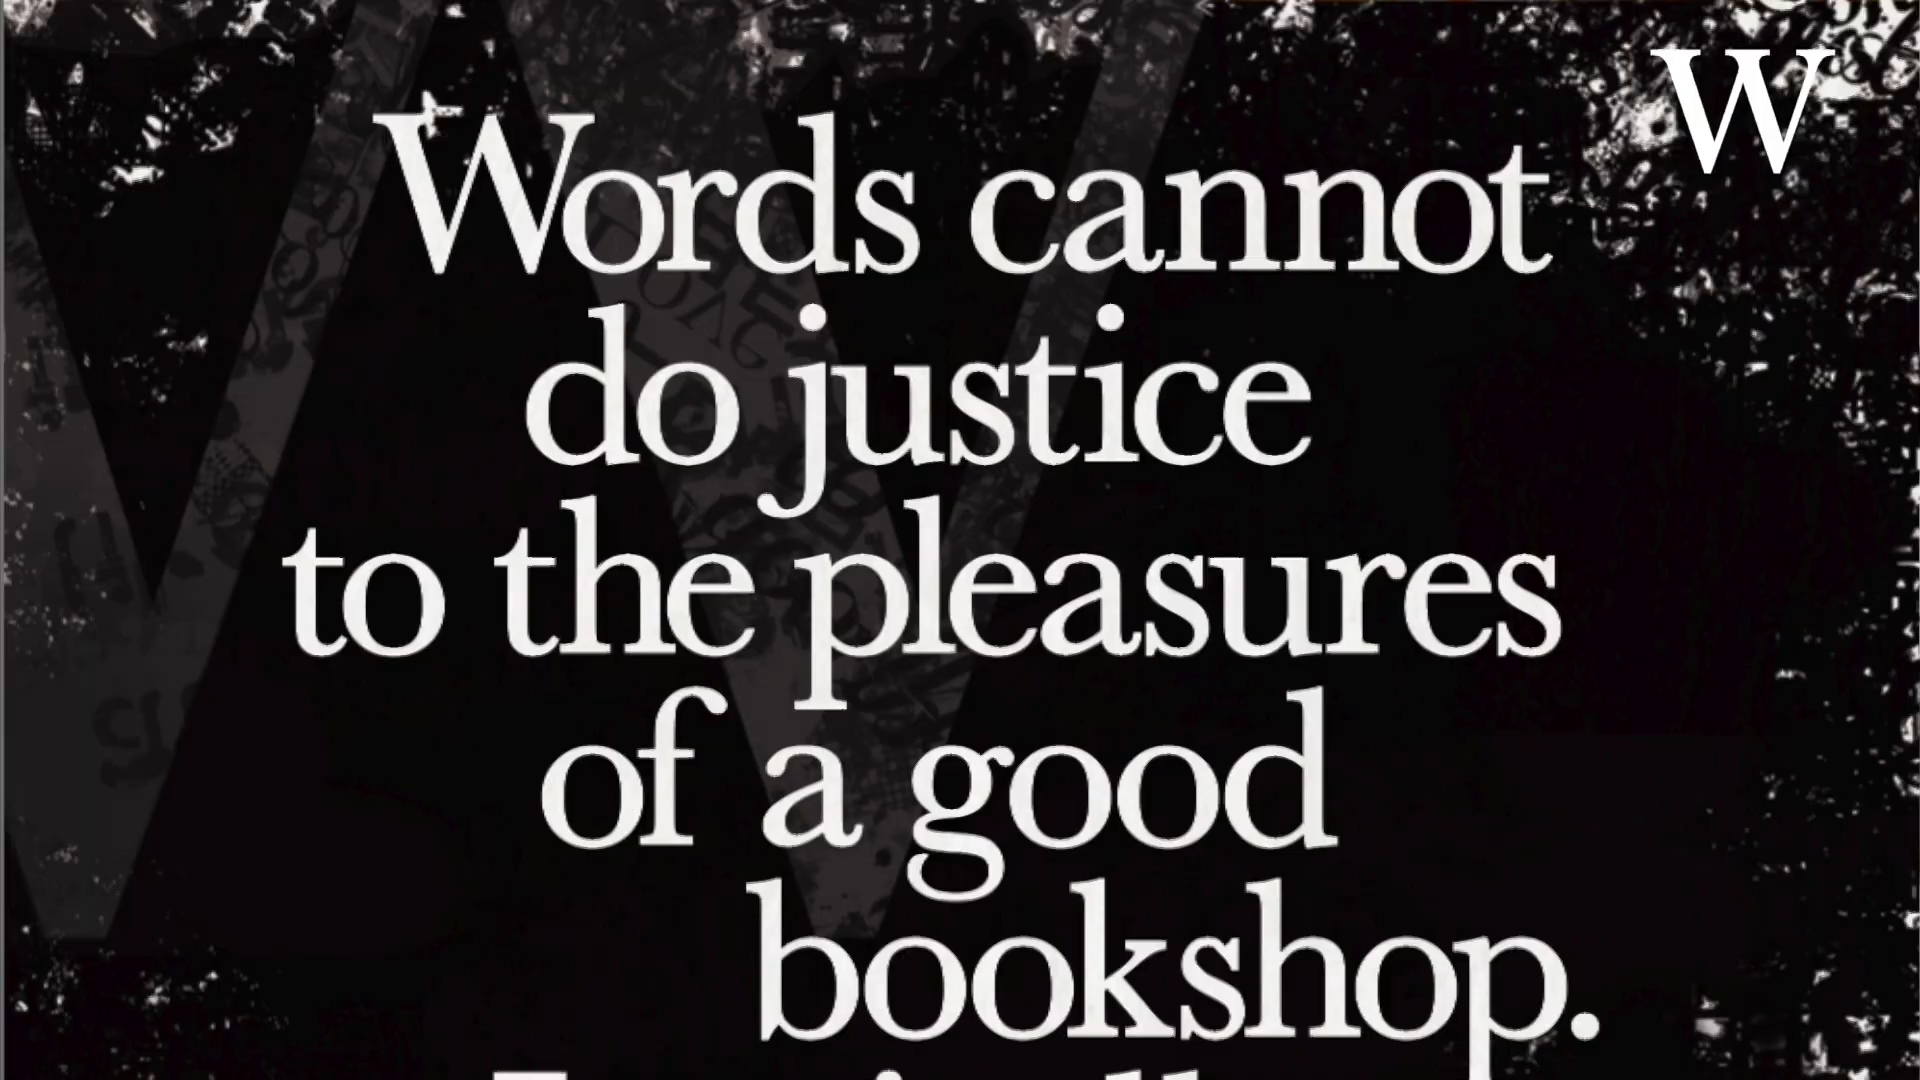 W
Words cannot
do justice
to the pleasures
of a good
bookshop.